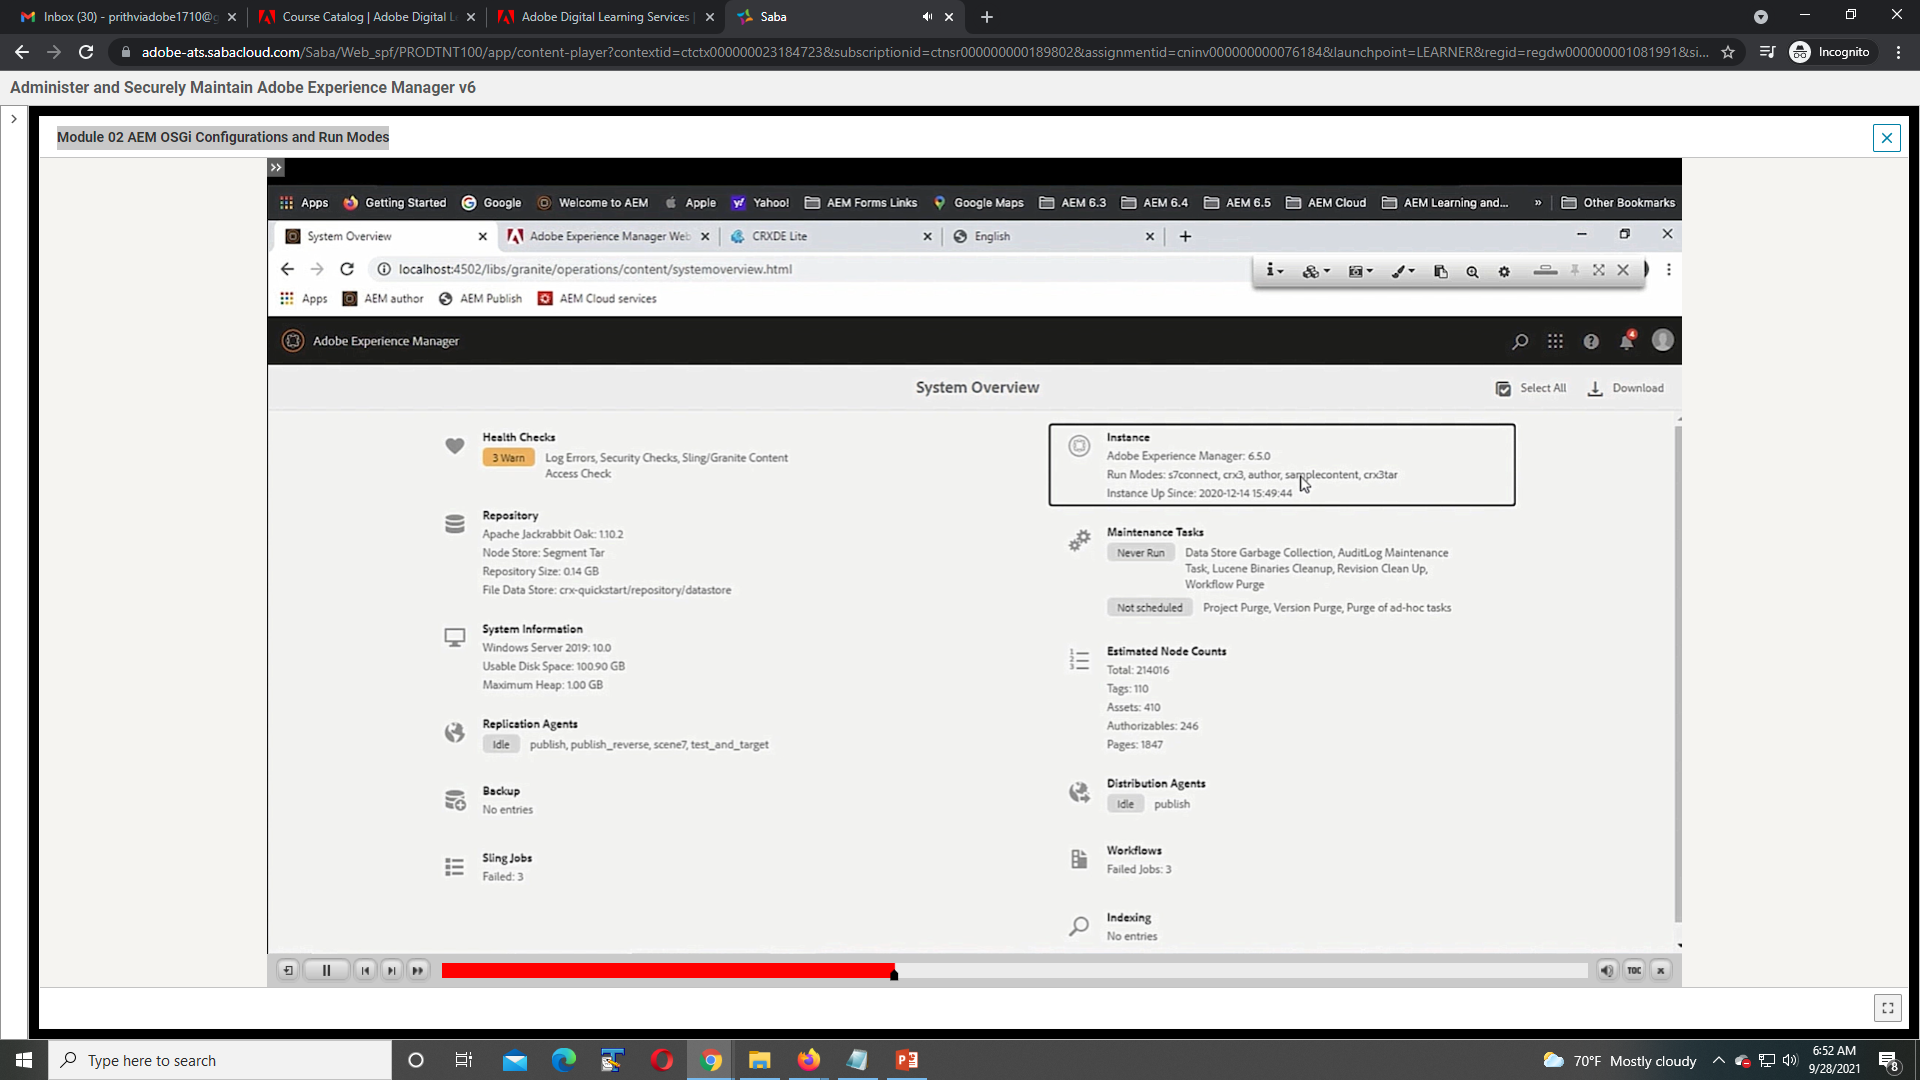 Inbox (30) - prithviadobe1710@g
Course Catalog | Adobe Digital L
Adobe Digital Learning Services
Saba
adobe-ats.sabacloud.com/Saba/Web_spf/PRODTNT100/app/content-player?contextid=ctctx000000023184723&subscriptionid=ctnsr0000000000189802&assignmentid=cninv000000000076184&launchpoint=LEARNER&regid=regdw000000001081991&si...
Incognito
Administer and Securely Maintain Adobe Experience Manager v6
Module 02 AEM OSGi Configurations and Run Modes
Apps
Getting Started
Google
Welcome to AEM
Apple
Yahoo!
AEM Forms Links
Google Maps
AEM 6.3
AEM 6.4
AEM 6.5
AEM Cloud
AEM Learning and...
»
Other Bookmarks
System Overview
Adobe Experience Manager Web
CRXDE Lite
English
localhost:4502/libs/granite/operations/content/systemoverview.html
Apps
AEM author
AEM Publish
AEM Cloud services
Adobe Experience Manager
4
System Overview
Select All
Download
Health Checks
3 Warn
Log Errors, Security Checks, Sling/Granite Content
Access Check
Repository
Apache Jackrabbit Oak: 1.10.2
Node Store: Segment Tar
Repository Size: 0.14 GB
File Data Store: crx-quickstart/repository/datastore
System Information
Windows Server 2019: 10.0
Usable Disk Space: 100.90 GB
Maximum Heap: 1.00 GB
Replication Agents
Idle
publish, publish_reverse, scene7, test_and_target
Backup
No entries
Sling Jobs
Failed: 3
Instance
Adobe Experience Manager: 6.5.0
Run Modes: s7connect, crx3, author, samplecontent, crx3tar
Instance Up Since: 2020-12-14 15:49:44
Maintenance Tasks
Never Run
Data Store Garbage Collection, AuditLog Maintenance
Task, Lucene Binaries Cleanup, Revision Clean Up,
Workflow Purge
Not scheduled
Project Purge, Version Purge, Purge of ad-hoc tasks
Estimated Node Counts
Total: 214016
Tags: 110
Assets: 410
Authorizables: 246
Pages: 1847
Distribution Agents
Idle
publish
Workflows
Failed Jobs: 3
Indexing
No entries
TOC
Type here to search
70°F Mostly cloudy
6:52 AM
9/28/2021
8